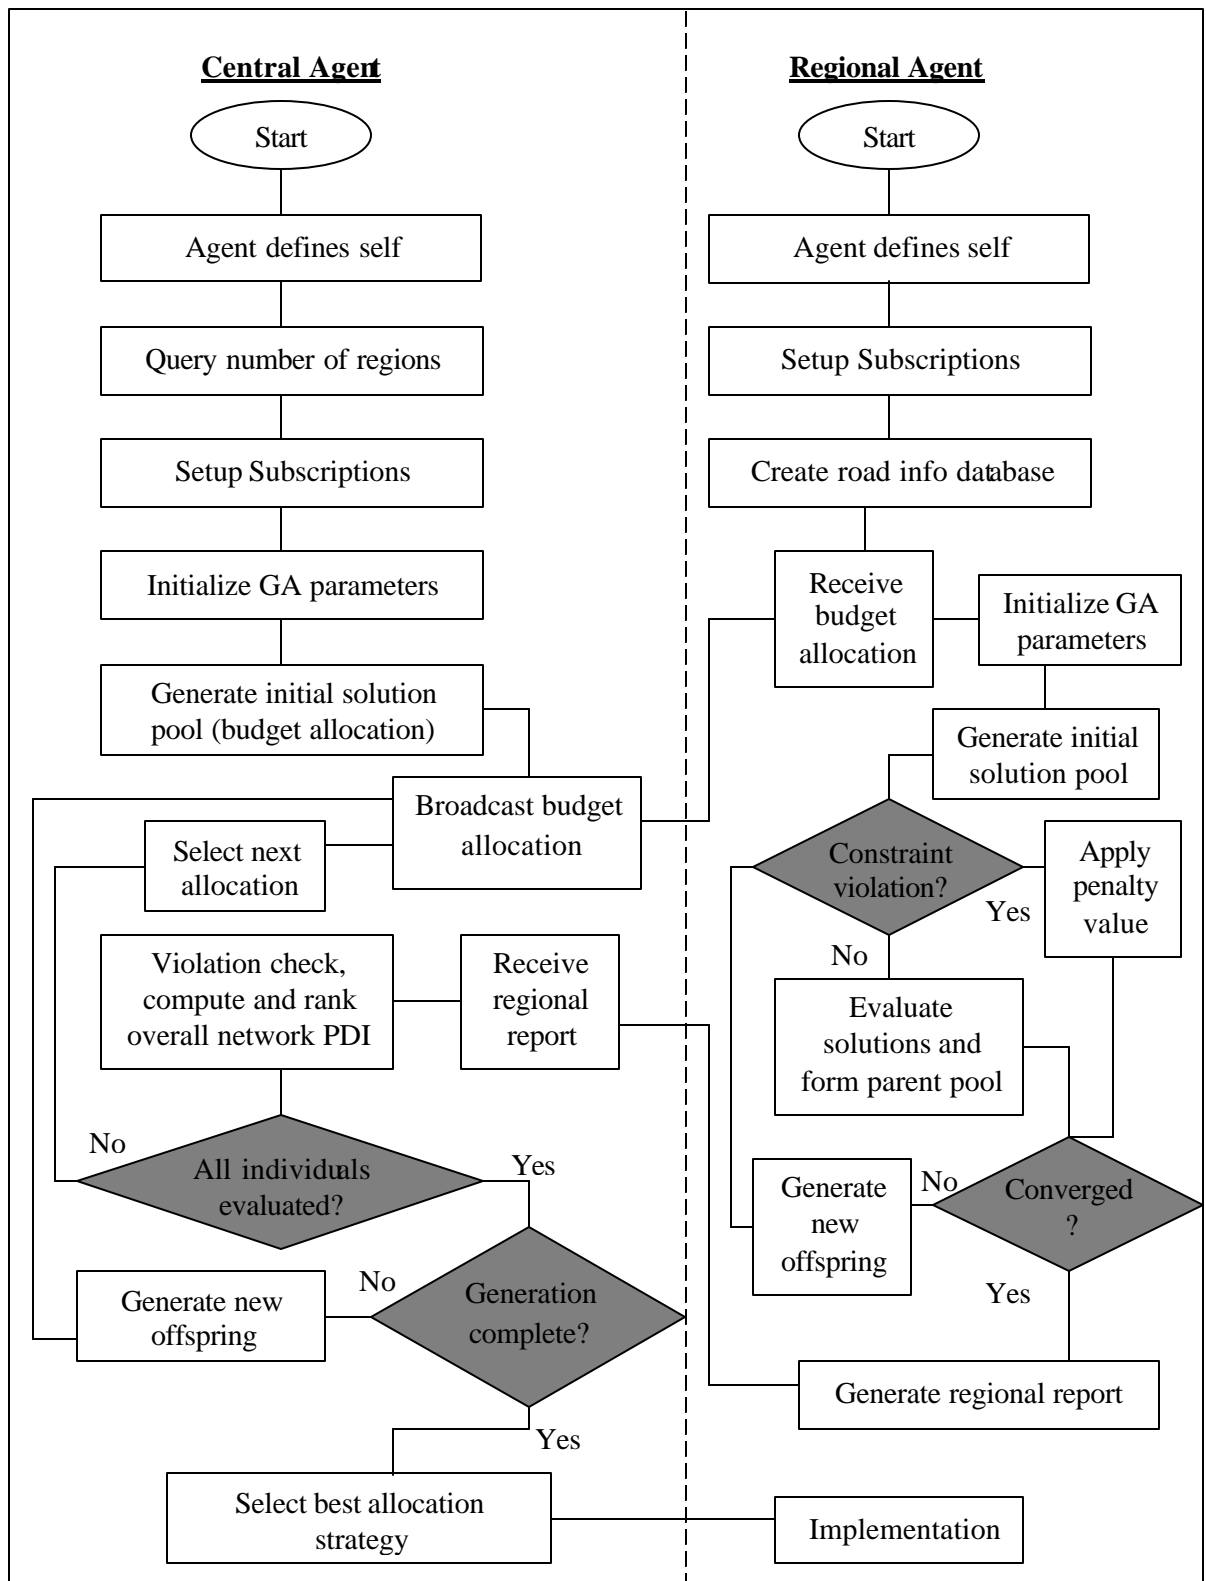 Central Agent
Start
Agent defines self
Query number of regions
Setup Subscriptions
Initialize GA parameters
Generate initial solution
pool (budget allocation)
Broadcast budget
allocation
Select next
allocation
Violation check,
compute and rank
overall network PDI
Receive
regional
report
No
All individuals
evaluated?
Yes
Generate new
offspring
No
Generation
complete?
Yes
Select best allocation
strategy
Regional Agent
Start
Agent defines self
Setup Subscriptions
Create road info database
Receive
budget
allocation
Initialize GA
parameters
Generate initial
solution pool
Constraint
violation?
Yes
Apply
penalty
value
No
Evaluate
solutions and
form parent pool
Generate
new
offspring
No
Converged
?
Yes
Generate regional report
Implementation